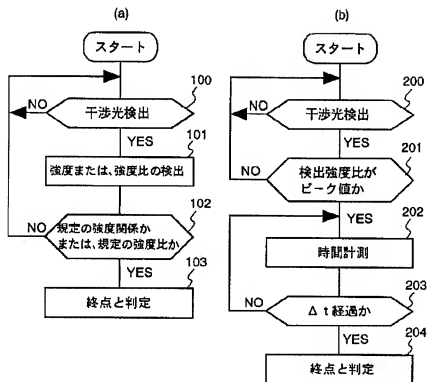 (a)
スタート
100
干渉光検出
NO
YES
101
強度または、強度比の検出
102
規定の強度関係か
または、規定の強度比か
NO
YES
103
終点と判定
(b)
スタート
200
干渉光検出
NO
YES
201
検出強度比が
ピーク値か
NO
YES
202
時間計測
203
Δt経過か
NO
YES
204
終点と判定